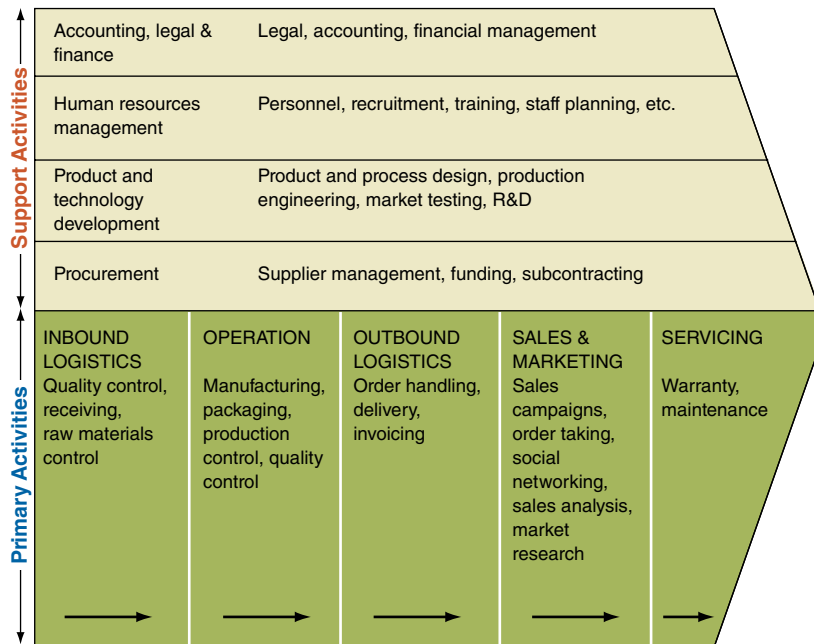 Support Activities
Accounting, legal &
finance
Legal, accounting, financial management
Human resources
management
Personnel, recruitment, training, staff planning, etc.
Product and
technology
development
Product and process design, production
engineering, market testing, R&D
Procurement
Supplier management, funding, subcontracting
Primary Activities
INBOUND
LOGISTICS
Quality control,
receiving,
raw materials
control
OPERATION
Manufacturing,
packaging,
production
control, quality
control
OUTBOUND
LOGISTICS
Order handling,
delivery,
invoicing
SALES &
MARKETING
Sales
campaigns,
order taking,
social
networking,
sales analysis,
market
research
SERVICING
Warranty,
maintenance